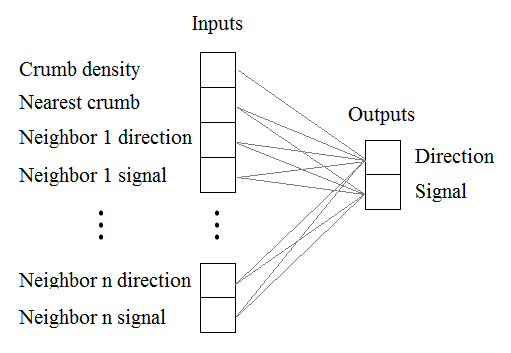 Inputs
Crumb density
Nearest crumb
Neighbor 1 direction
Neighbor 1 signal
Neighbor n direction
Neighbor n signal
Outputs
Direction
Signal